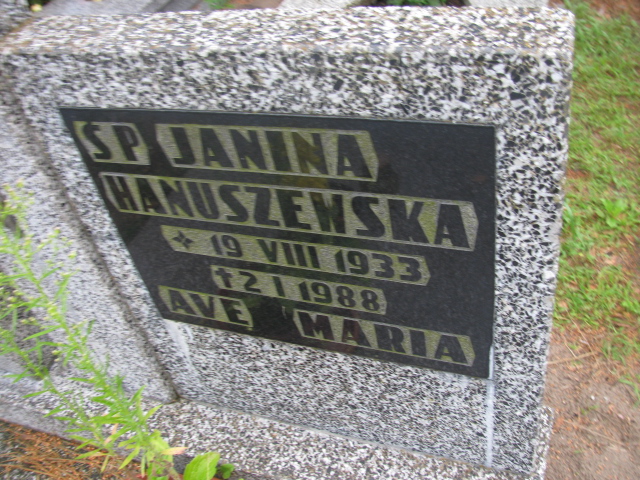 SP JANINA
HANUSZEWSKA
+ 19 VIII 1933
† 2 I 1988
AVE MARIA